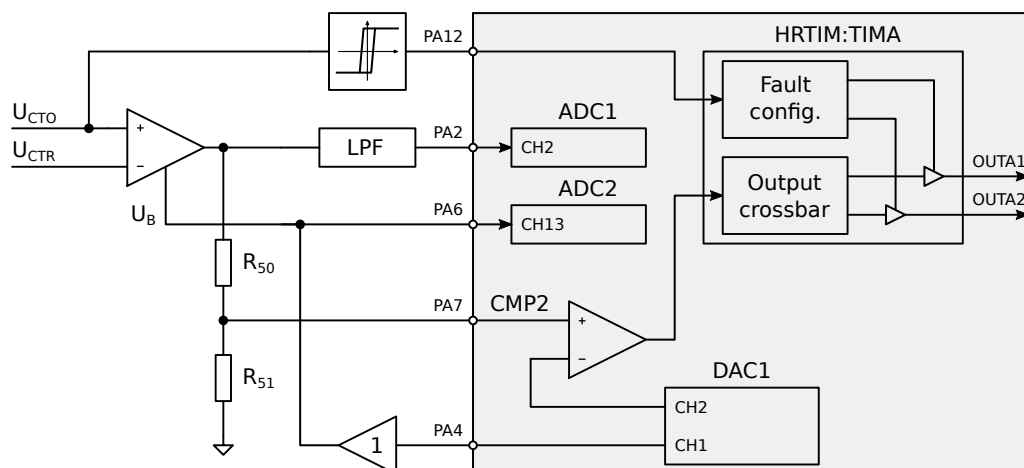 PA12
HRTIM:TIMA
Fault
config.
U_CTO
+
ADC1
U_CTR
−
LPF
PA2
CH2
OUTA1
ADC2
Output
crossbar
OUTA2
U_B
PA6
CH13
R_50
PA7
CMP2
+
−
R_51
DAC1
CH2
1
PA4
CH1